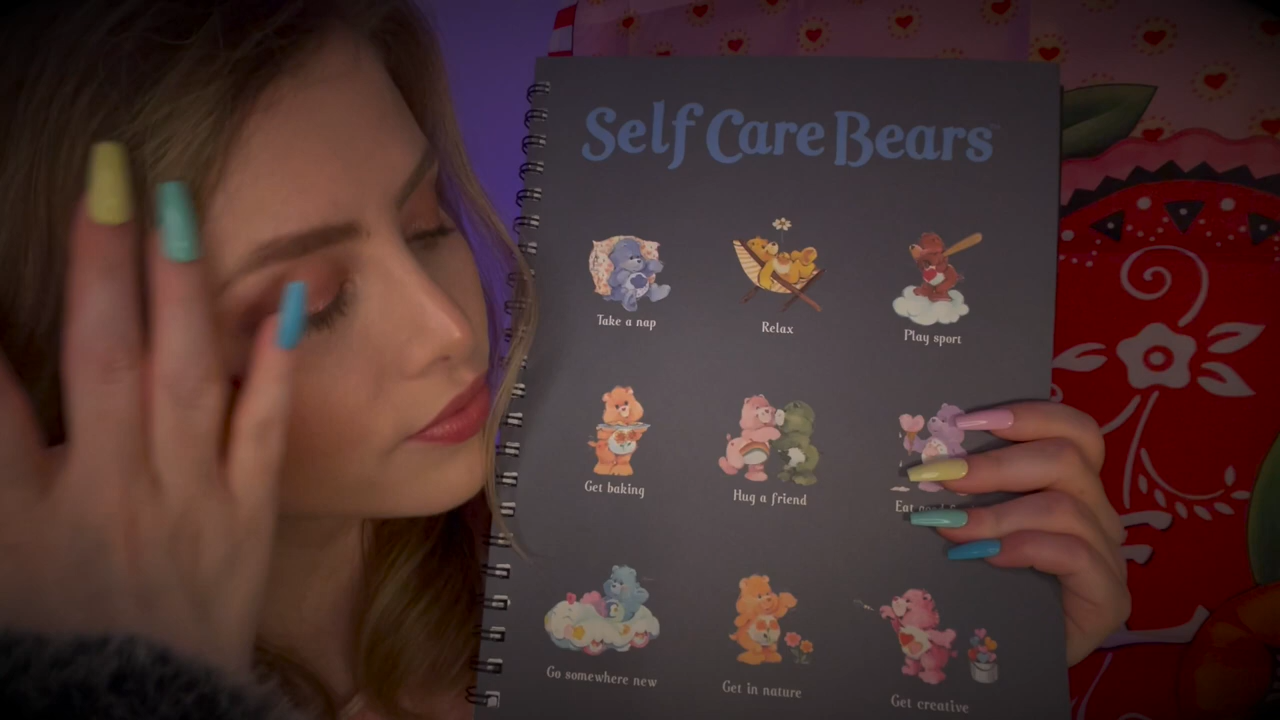 Self Care Bears
Take a nap
Relax
Play sport
Get baking
Hug a friend
Eat
Go somewhere new
Get in nature
Get creative